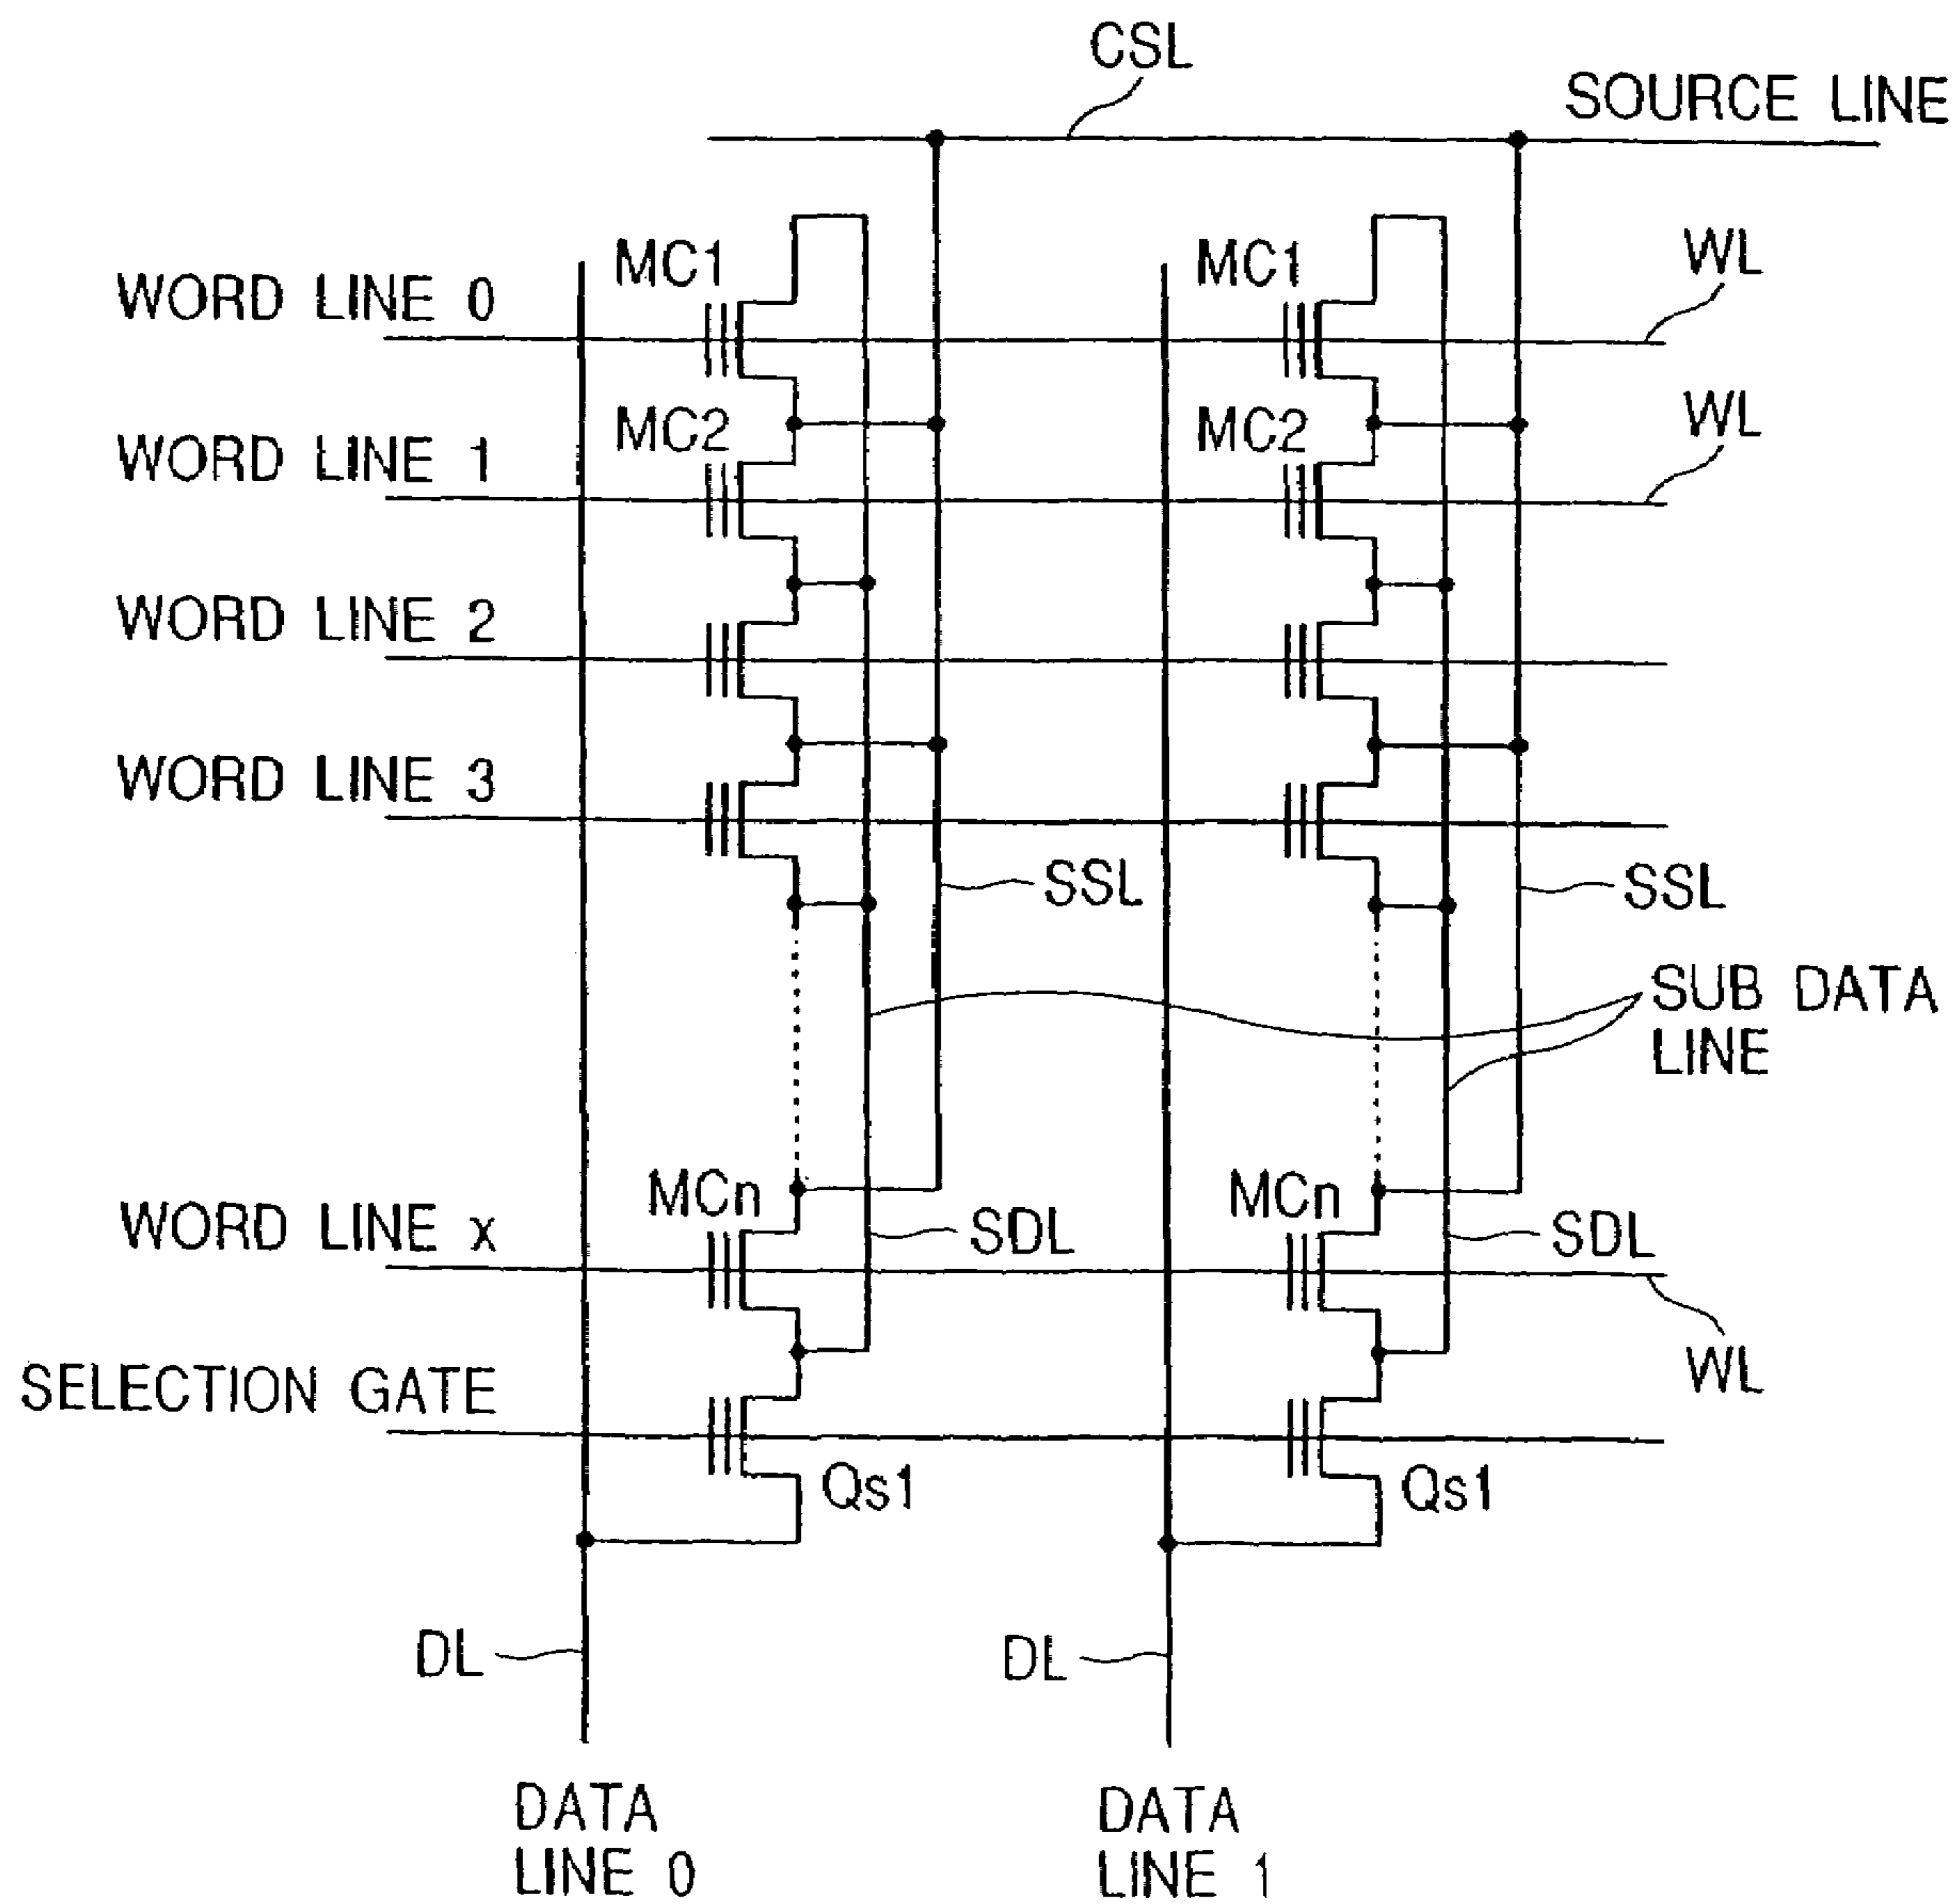 CSL
SOURCE LINE
MC1
MC1
WL
WORD LINE 0
MC2
MC2
WL
WORD LINE 1
WORD LINE 2
WORD LINE 3
SSL
SSL
SUB DATA
LINE
MCn
MCn
WORD LINE x
SDL
SDL
WL
SELECTION GATE
Qs1
Qs1
DL
DL
DATA
LINE 0
DATA
LINE 1